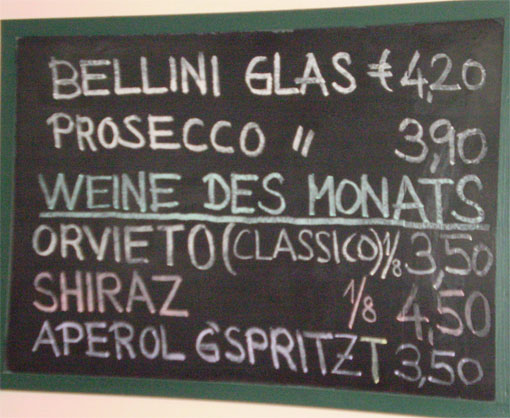 BELLINI GLAS € 4,20
PROSECCO " 3,90
WEINE DES MONATS
ORVIETO (CLASSICO) 1/8 3,50
SHIRAZ 1/8 4,50
APEROL G'SPRITZT 3,50